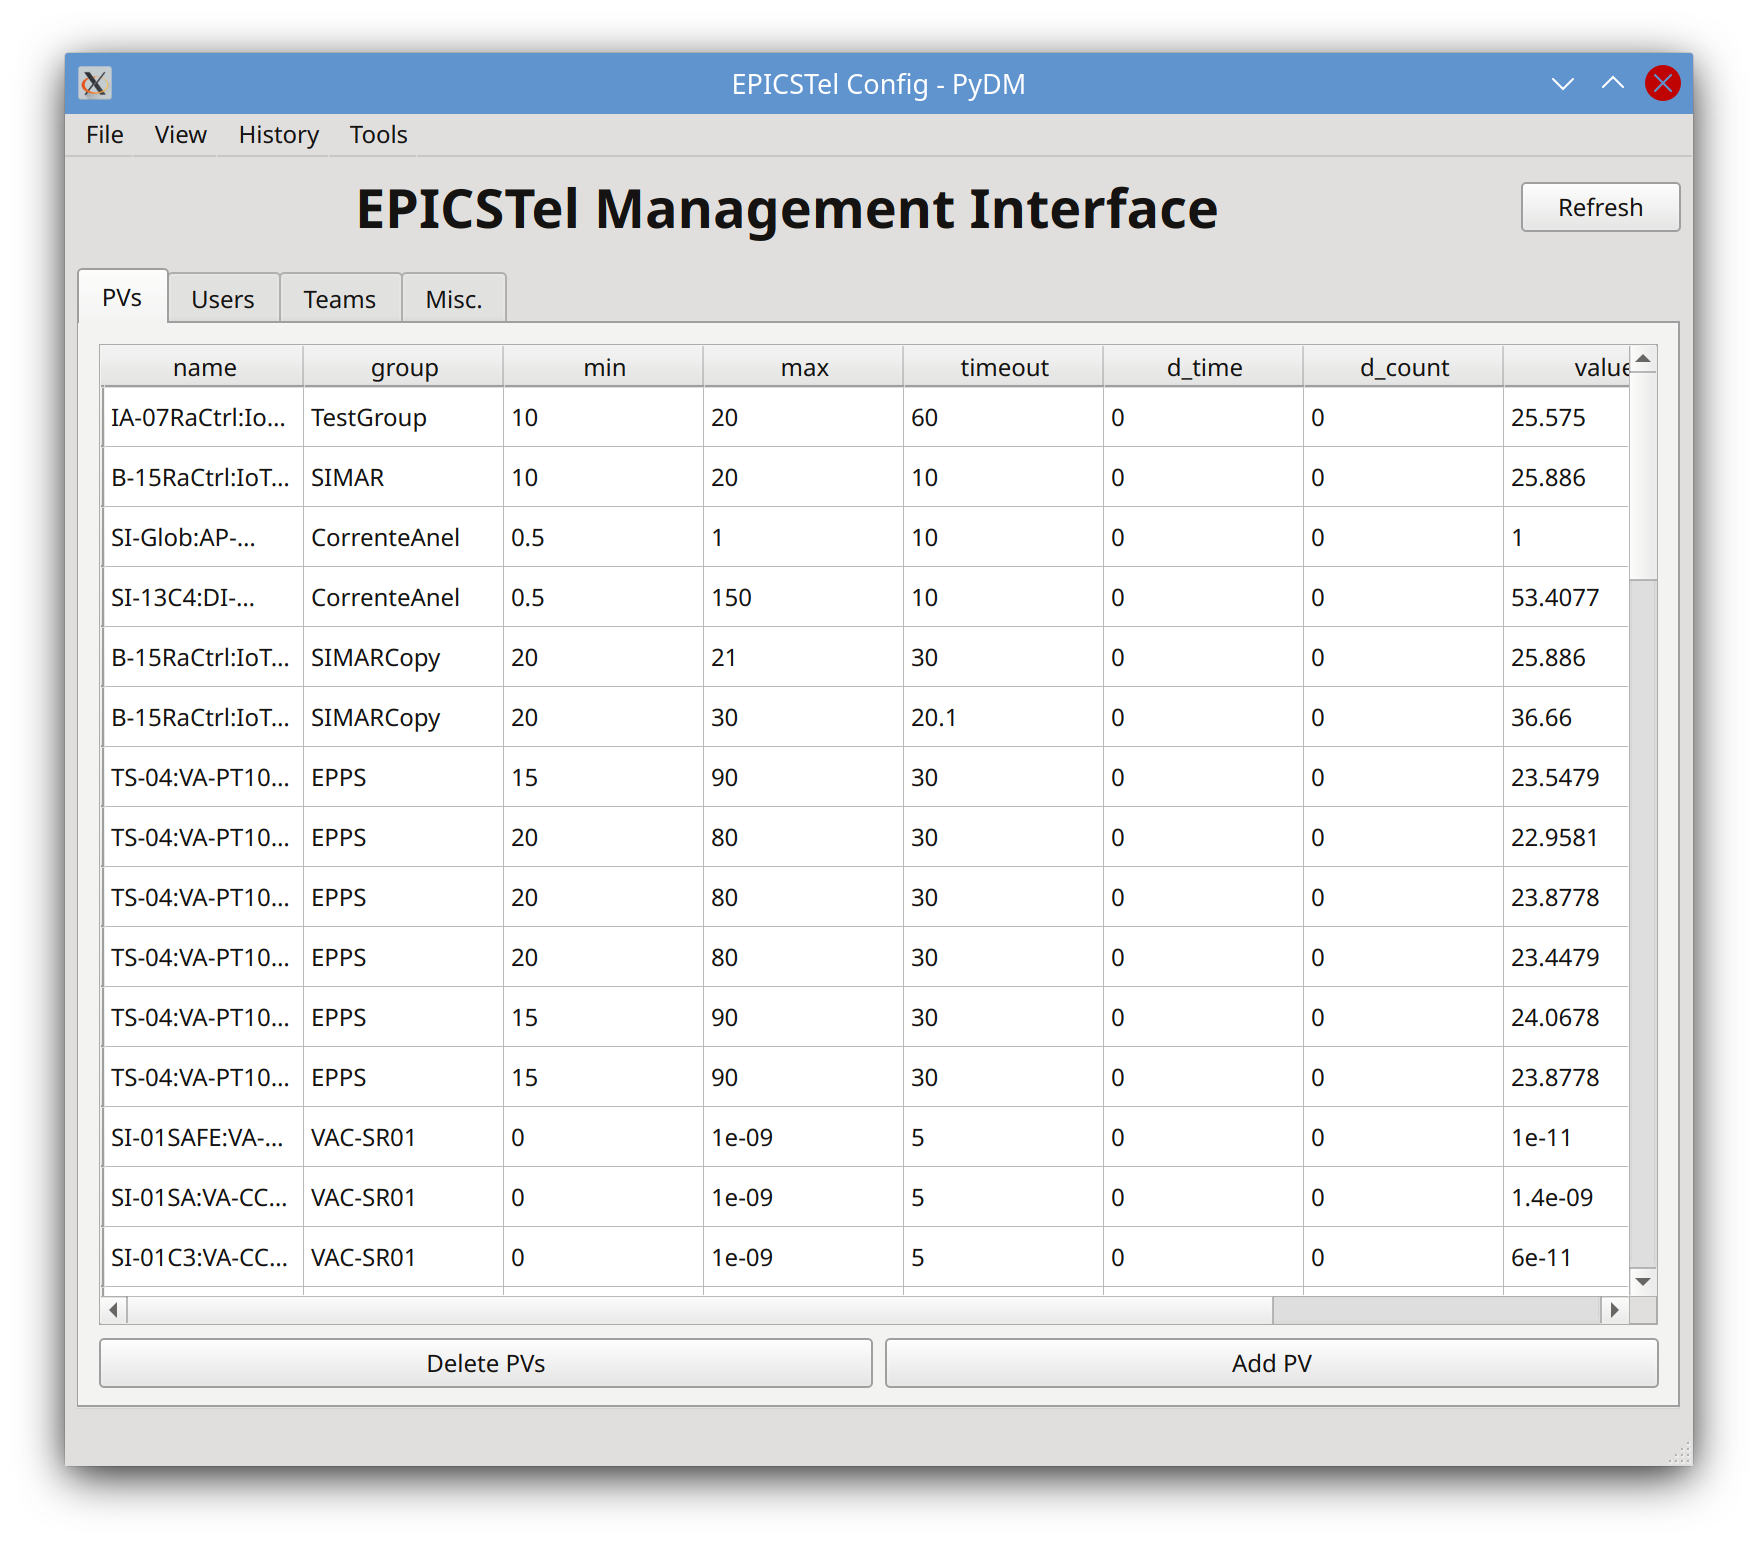 EPICSTel Config - PyDM
File View History Tools
EPICSTel Management Interface
Refresh
PVs Users Teams Misc.
name group min max timeout d_time d_count value
IA-07RaCtrl:Io... TestGroup 10 20 60 0 0 25.575
B-15RaCtrl:IoT... SIMAR 10 20 10 0 0 25.886
SI-Glob:AP-... CorrenteAnel 0.5 1 10 0 0 1
SI-13C4:DI-... CorrenteAnel 0.5 150 10 0 0 53.4077
B-15RaCtrl:IoT... SIMARCopy 20 21 30 0 0 25.886
B-15RaCtrl:IoT... SIMARCopy 20 30 20.1 0 0 36.66
TS-04:VA-PT10... EPPS 15 90 30 0 0 23.5479
TS-04:VA-PT10... EPPS 20 80 30 0 0 22.9581
TS-04:VA-PT10... EPPS 20 80 30 0 0 23.8778
TS-04:VA-PT10... EPPS 20 80 30 0 0 23.4479
TS-04:VA-PT10... EPPS 15 90 30 0 0 24.0678
TS-04:VA-PT10... EPPS 15 90 30 0 0 23.8778
SI-01SAFE:VA-... VAC-SR01 0 1e-09 5 0 0 1e-11
SI-01SA:VA-CC... VAC-SR01 0 1e-09 5 0 0 1.4e-09
SI-01C3:VA-CC... VAC-SR01 0 1e-09 5 0 0 6e-11
Delete PVs Add PV